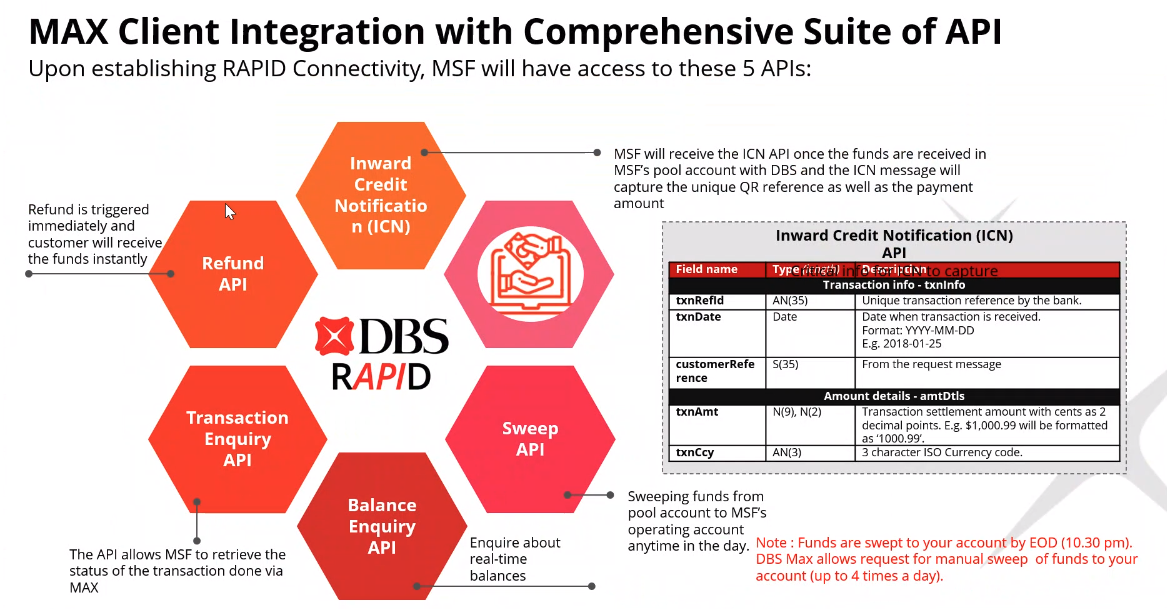 MAX Client Integration with Comprehensive Suite of API
Upon establishing RAPID Connectivity, MSF will have access to these 5 APIs:
Inward
Credit
Notificatio
n (ICN)
MSF will receive the ICN API once the funds are received in
MSF's pool account with DBS and the ICN message will
capture the unique QR reference as well as the payment
amount
Refund is triggered
immediately and
customer will receive
the funds instantly
Refund
API
Inward Credit Notification (ICN)
API
info to capture
Field name Type (length) Description
Transaction info - txnInfo
txnRefId AN(35) Unique transaction reference by the bank.
txnDate Date Date when transaction is received.
Format: YYYY-MM-DD
E.g. 2018-01-25
customerRefe S(35) From the request message
rence
Amount details - amtDtls
txnAmt N(9), N(2) Transaction settlement amount with cents as 2
decimal points. E.g. $1,000.99 will be formatted
as '1000.99'.
txnCcy AN(3) 3 character ISO Currency code.
DBS
RAPID
Transaction
Enquiry
API
Sweep
API
Balance
Enquiry
API
Sweeping funds from
pool account to MSF's
operating account
anytime in the day.
Note : Funds are swept to your account by EOD (10.30 pm).
DBS Max allows request for manual sweep of funds to your
account (up to 4 times a day).
Enquire about
real-time
balances
The API allows MSF to retrieve the
status of the transaction done via
MAX